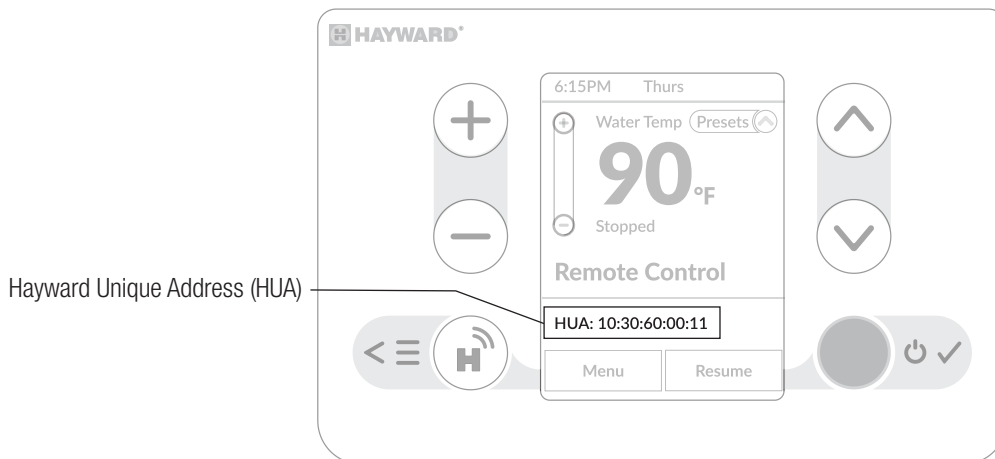 HAYWARD®
6:15PM Thurs
Water Temp Presets
90°F
Stopped
Remote Control
Hayward Unique Address (HUA)
HUA: 10:30:60:00:11
H
Menu Resume